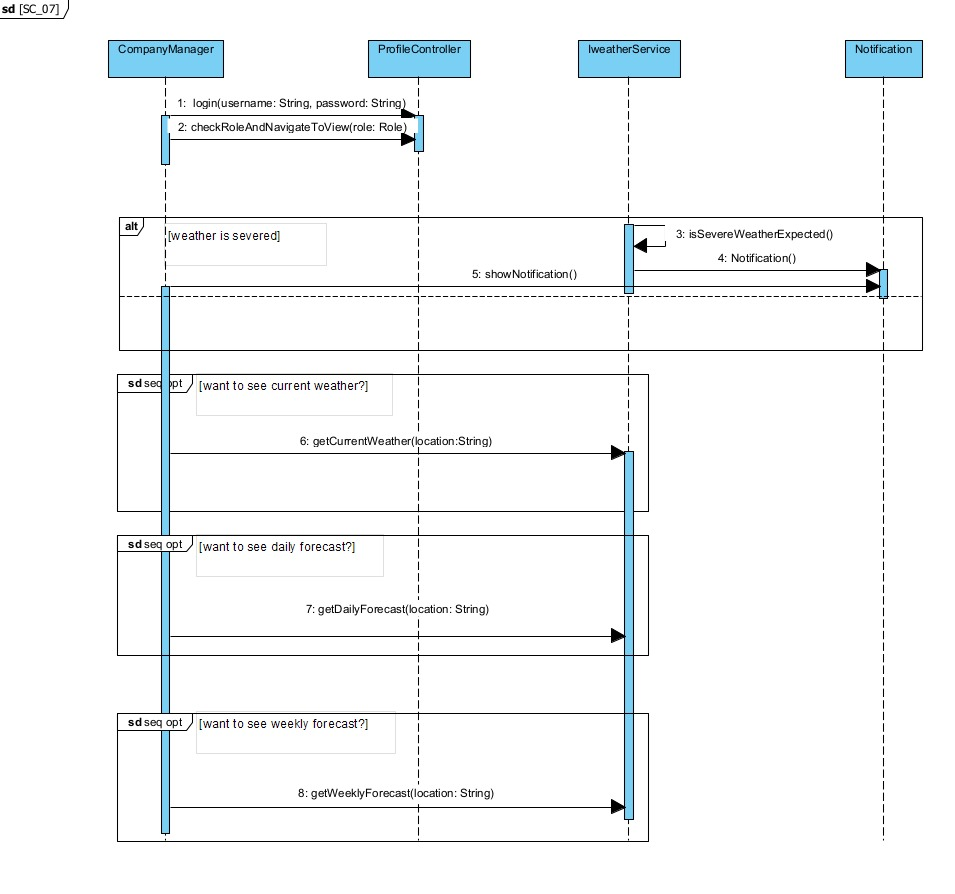 sd [SC_07]
CompanyManager
ProfileController
IweatherService
Notification
1: login(username: String, password: String)
2: checkRoleAndNavigateToView(role: Role)
alt
[weather is severed]
3: isSevereWeatherExpected()
4: Notification()
5: showNotification()
sd seq opt
[want to see current weather?]
6: getCurrentWeather(location:String)
sd seq opt
[want to see daily forecast?]
7: getDailyForecast(location: String)
sd seq opt
[want to see weekly forecast?]
8: getWeeklyForecast(location: String)